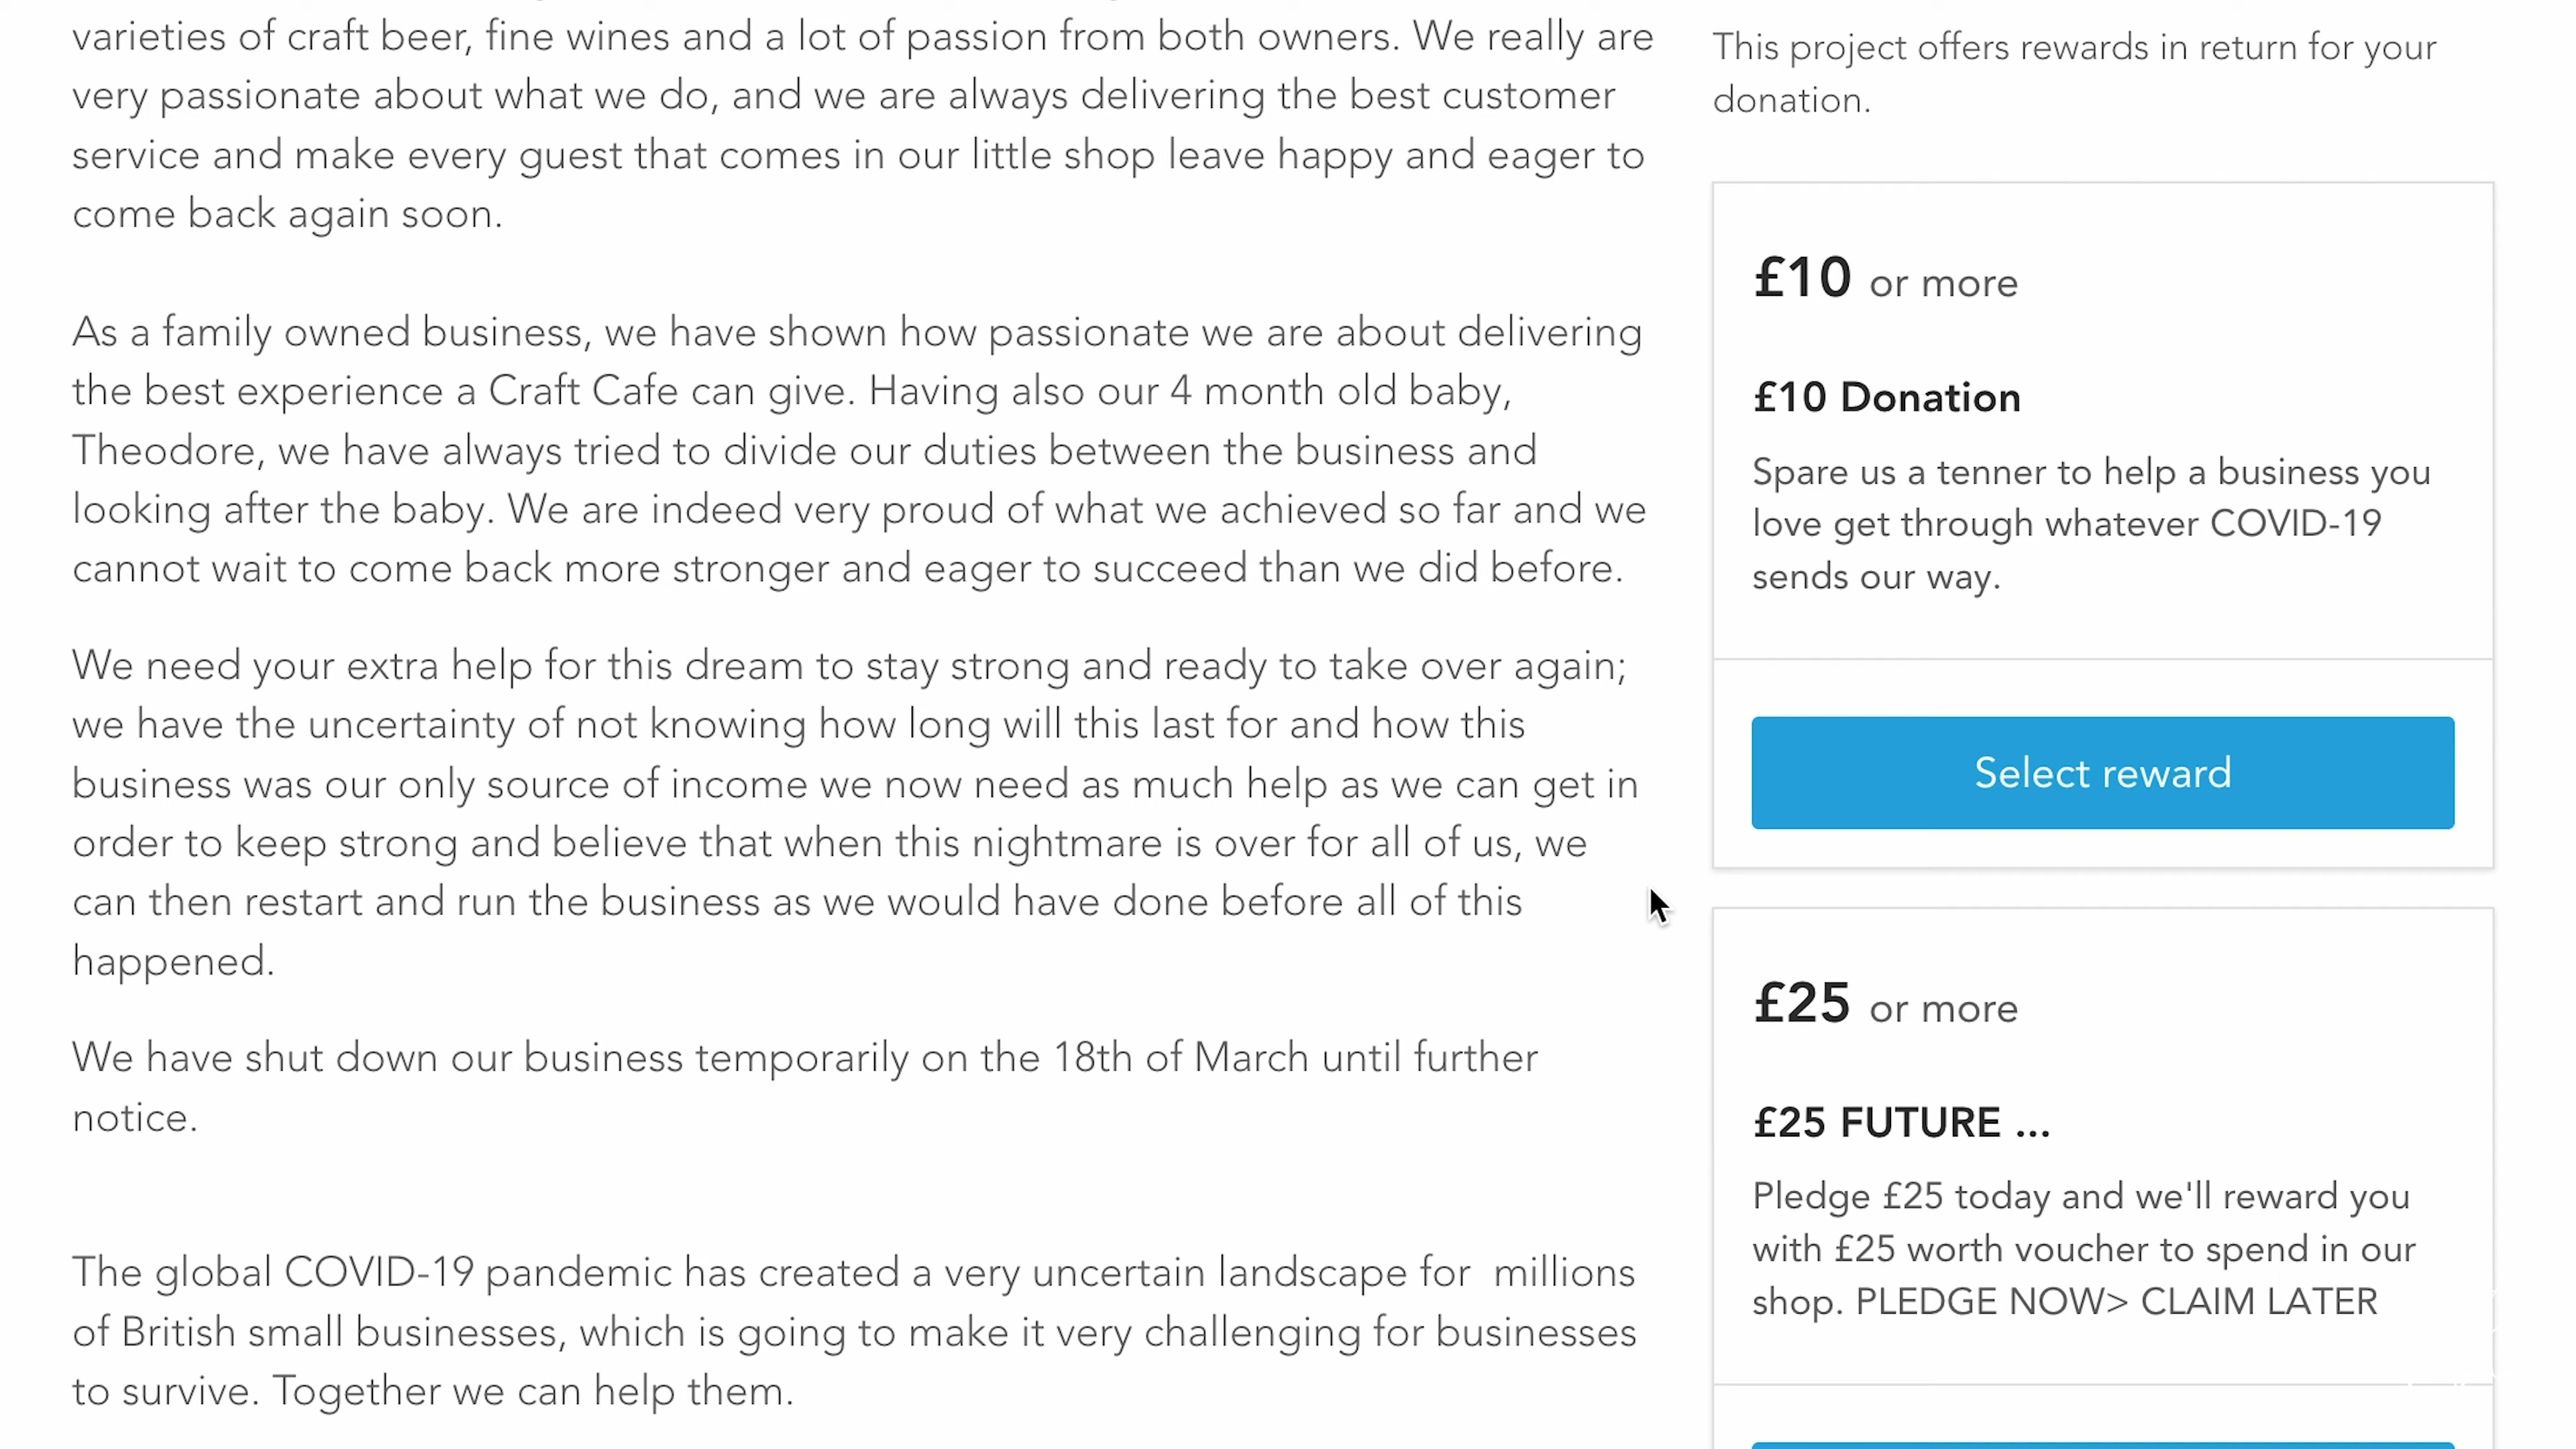 varieties of craft beer, fine wines and a lot of passion from both owners. We really are
very passionate about what we do, and we are always delivering the best customer
service and make every guest that comes in our little shop leave happy and eager to
come back again soon.
As a family owned business, we have shown how passionate we are about delivering
the best experience a Craft Cafe can give. Having also our 4 month old baby,
Theodore, we have always tried to divide our duties between the business and
looking after the baby. We are indeed very proud of what we achieved so far and we
cannot wait to come back more stronger and eager to succeed than we did before.
We need your extra help for this dream to stay strong and ready to take over again;
we have the uncertainty of not knowing how long will this last for and how this
business was our only source of income we now need as much help as we can get in
order to keep strong and believe that when this nightmare is over for all of us, we
can then restart and run the business as we would have done before all of this
happened.
We have shut down our business temporarily on the 18th of March until further
notice.
The global COVID-19 pandemic has created a very uncertain landscape for  millions
of British small businesses, which is going to make it very challenging for businesses
to survive. Together we can help them.
This project offers rewards in return for your
donation.
£10 or more
£10 Donation
Spare us a tenner to help a business you
love get through whatever COVID-19
sends our way.
Select reward
£25 or more
£25 FUTURE ...
Pledge £25 today and we'll reward you
with £25 worth voucher to spend in our
shop. PLEDGE NOW> CLAIM LATER